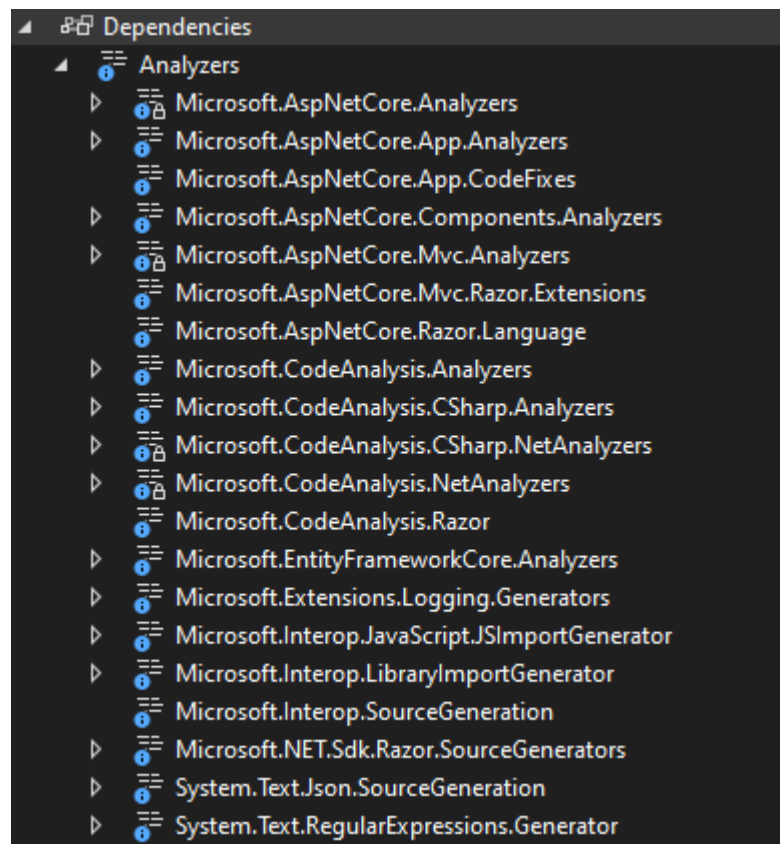 Dependencies
Analyzers
Microsoft.AspNetCore.Analyzers
Microsoft.AspNetCore.App.Analyzers
Microsoft.AspNetCore.App.CodeFixes
Microsoft.AspNetCore.Components.Analyzers
Microsoft.AspNetCore.Mvc.Analyzers
Microsoft.AspNetCore.Mvc.Razor.Extensions
Microsoft.AspNetCore.Razor.Language
Microsoft.CodeAnalysis.Analyzers
Microsoft.CodeAnalysis.CSharp.Analyzers
Microsoft.CodeAnalysis.CSharp.NetAnalyzers
Microsoft.CodeAnalysis.NetAnalyzers
Microsoft.CodeAnalysis.Razor
Microsoft.EntityFrameworkCore.Analyzers
Microsoft.Extensions.Logging.Generators
Microsoft.Interop.JavaScript.JSImportGenerator
Microsoft.Interop.LibraryImportGenerator
Microsoft.Interop.SourceGeneration
Microsoft.NET.Sdk.Razor.SourceGenerators
System.Text.Json.SourceGeneration
System.Text.RegularExpressions.Generator